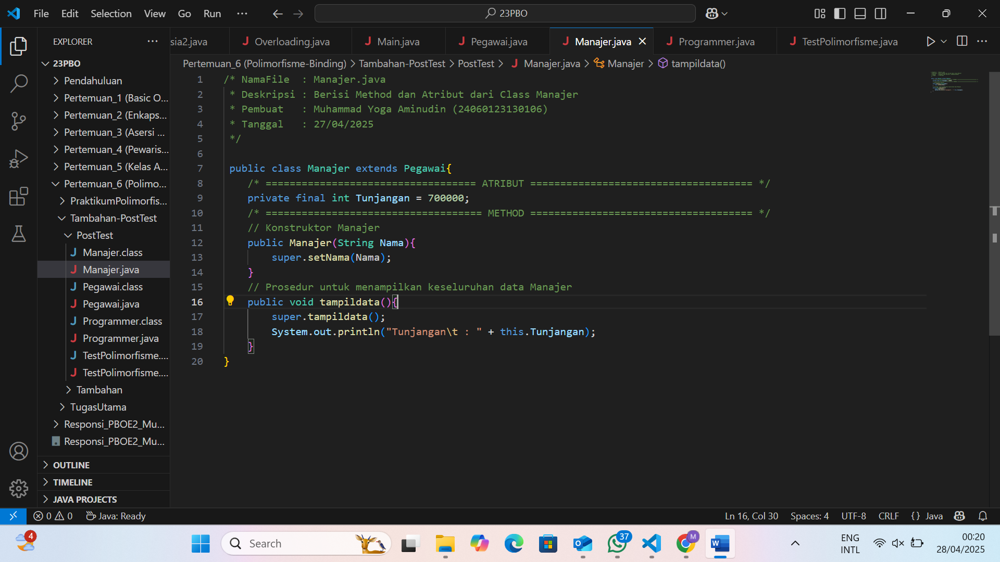 File Edit Selection View Go Run ... 23PBO
EXPLORER ...
sia2.java Overloading.java Main.java Pegawai.java Manajer.java Programmer.java TestPolimorfisme.java ...
Pertemuan_6 (Polimorfisme-Binding) > Tambahan-PostTest > PostTest > Manajer.java > Manajer > tampildata()
23PBO
Pendahuluan
Pertemuan_1 (Basic O...
Pertemuan_2 (Enkaps...
Pertemuan_3 (Asersi ...
Pertemuan_4 (Pewaris...
Pertemuan_5 (Kelas A...
Pertemuan_6 (Polimo...
PraktikumPolimorfis...
Tambahan-PostTest
PostTest
Manajer.class
Manajer.java
Pegawai.class
Pegawai.java
Programmer.class
Programmer.java
TestPolimorfisme....
TestPolimorfisme....
Tambahan
TugasUtama
Responsi_PBOE2_Mu...
Responsi_PBOE2_Mu...
OUTLINE
TIMELINE
JAVA PROJECTS
1 /* NamaFile  : Manajer.java
2  * Deskripsi : Berisi Method dan Atribut dari Class Manajer
3  * Pembuat   : Muhammad Yoga Aminudin (24060123130106)
4  * Tanggal   : 27/04/2025
5  */
6
7  public class Manajer extends Pegawai{
8     /* =================================== ATRIBUT ===================================== */
9     private final int Tunjangan = 700000;
10    /* ==================================== METHOD ===================================== */
11    // Konstruktor Manajer
12    public Manajer(String Nama){
13        super.setNama(Nama);
14    }
15    // Prosedur untuk menampilkan keseluruhan data Manajer
16    public void tampildata(){
17        super.tampildata();
18        System.out.println("Tunjangan\t : " + this.Tunjangan);
19    }
20 }
0 0 Java: Ready Ln 16, Col 30 Spaces: 4 UTF-8 CRLF {} Java
4 Search 37 M W ENG INTL 00:20
28/04/2025